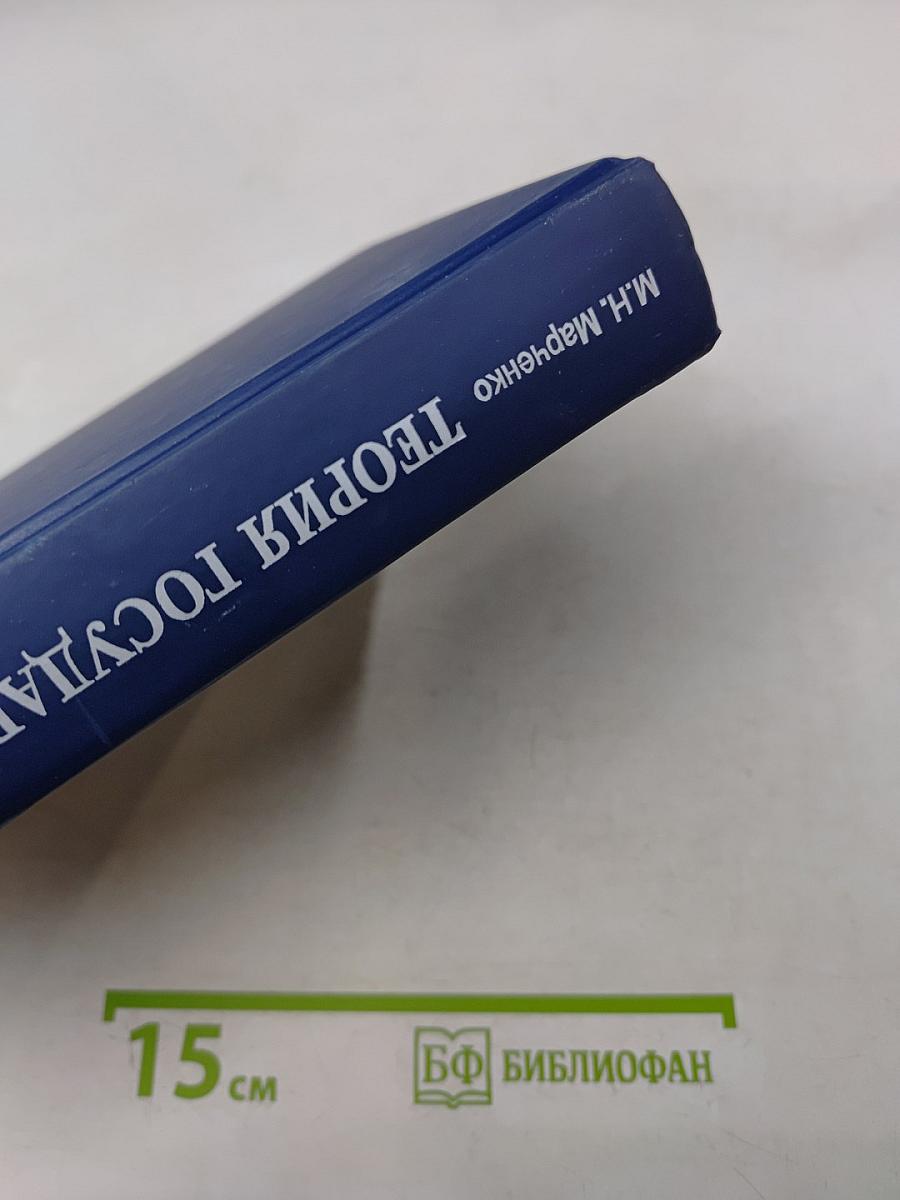 М.Н. Марченко
ТЕОРИЯ ГОСУДА
15 см
БФ БИБЛИОФАН